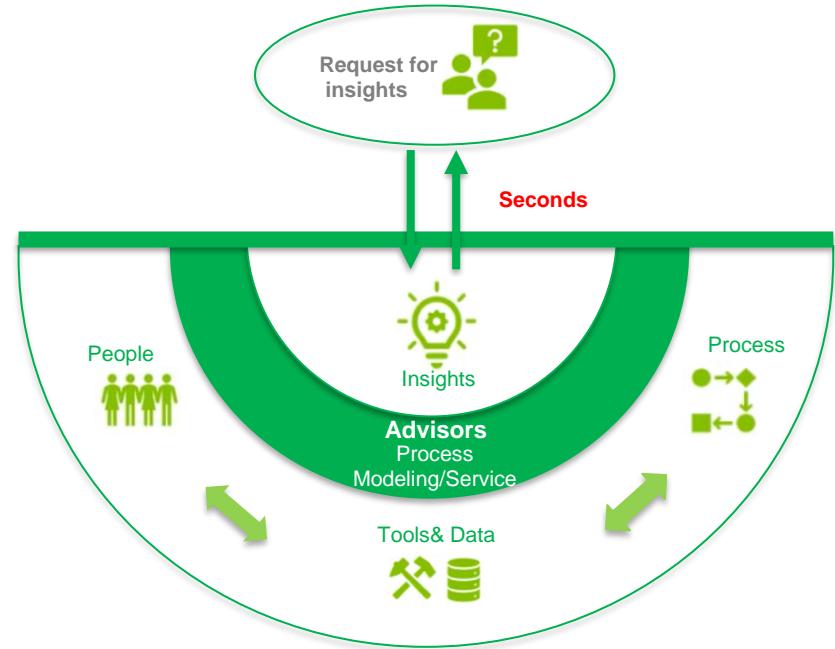 ?
Request for
insights
Seconds
Insights
People
Process
Advisors
Process
Modeling/Service
Tools& Data